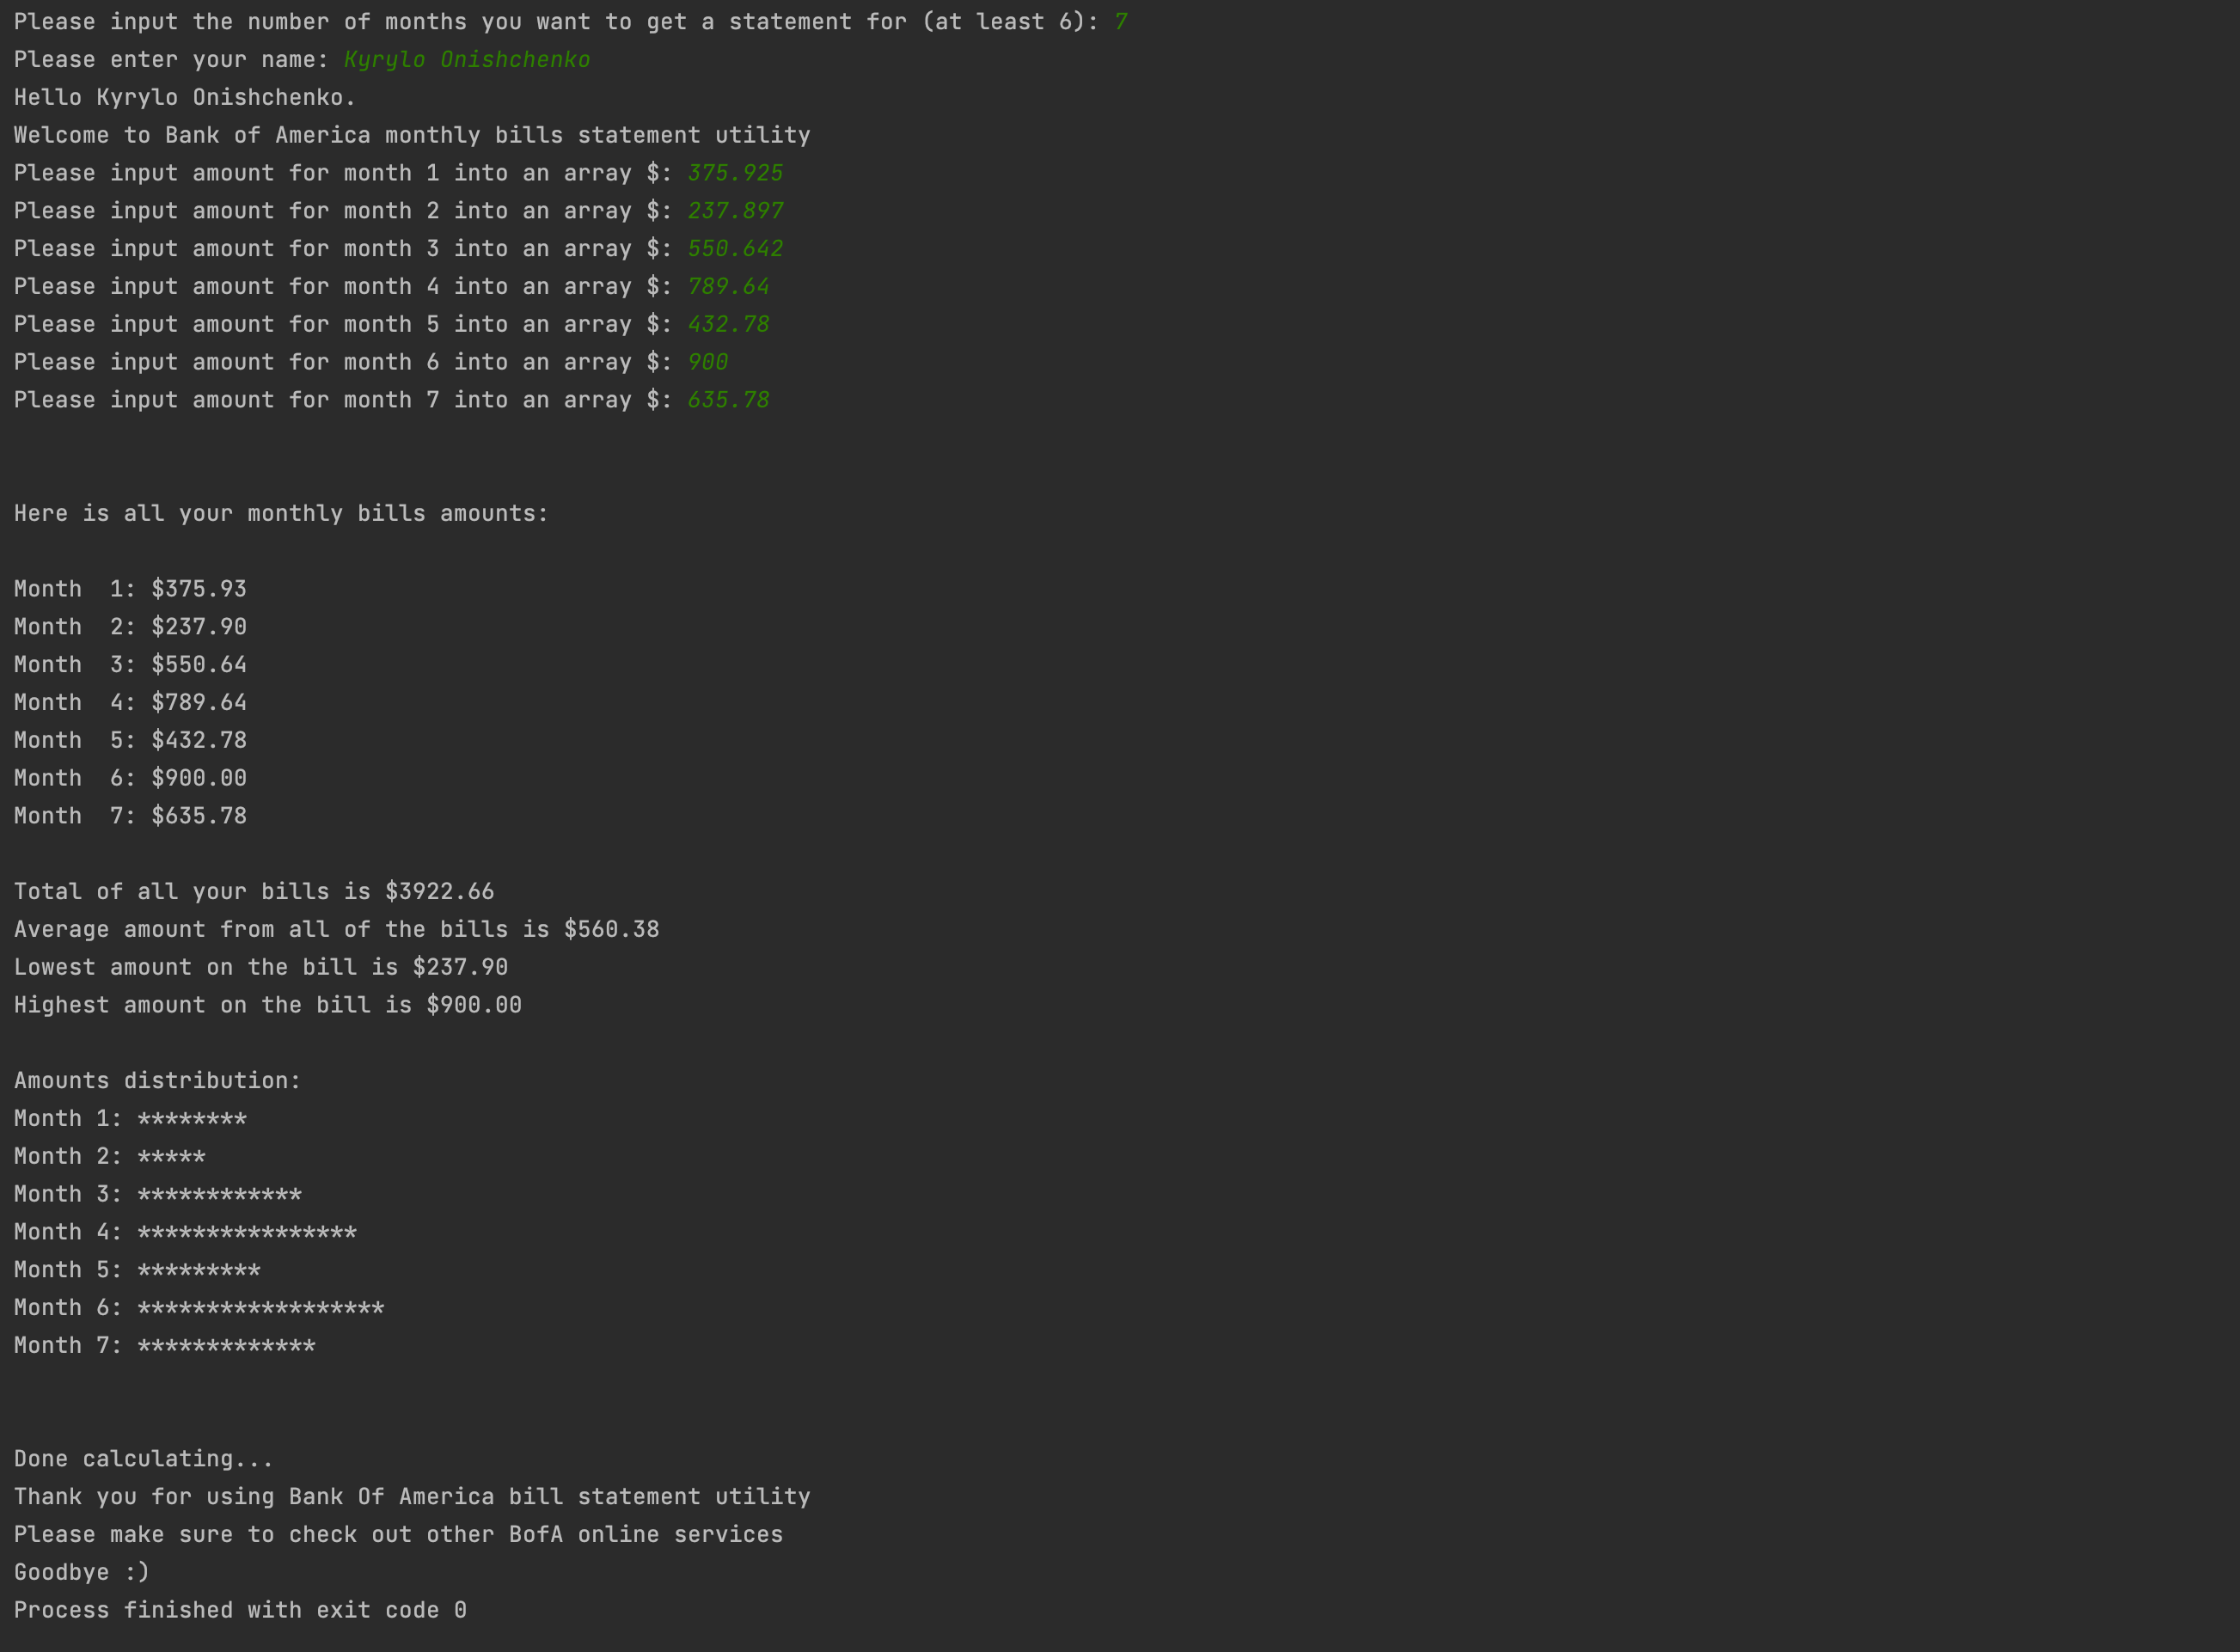 Please input the number of months you want to get a statement for (at least 6): 7
Please enter your name: Kyrylo Onishchenko
Hello Kyrylo Onishchenko.
Welcome to Bank of America monthly bills statement utility
Please input amount for month 1 into an array $: 375.925
Please input amount for month 2 into an array $: 237.897
Please input amount for month 3 into an array $: 550.642
Please input amount for month 4 into an array $: 789.64
Please input amount for month 5 into an array $: 432.78
Please input amount for month 6 into an array $: 900
Please input amount for month 7 into an array $: 635.78
Here is all your monthly bills amounts:
Month  1: $375.93
Month  2: $237.90
Month  3: $550.64
Month  4: $789.64
Month  5: $432.78
Month  6: $900.00
Month  7: $635.78
Total of all your bills is $3922.66
Average amount from all of the bills is $560.38
Lowest amount on the bill is $237.90
Highest amount on the bill is $900.00
Amounts distribution:
Month 1: ********
Month 2: *****
Month 3: ************
Month 4: ****************
Month 5: *********
Month 6: ******************
Month 7: *************
Done calculating...
Thank you for using Bank Of America bill statement utility
Please make sure to check out other BofA online services
Goodbye :)
Process finished with exit code 0